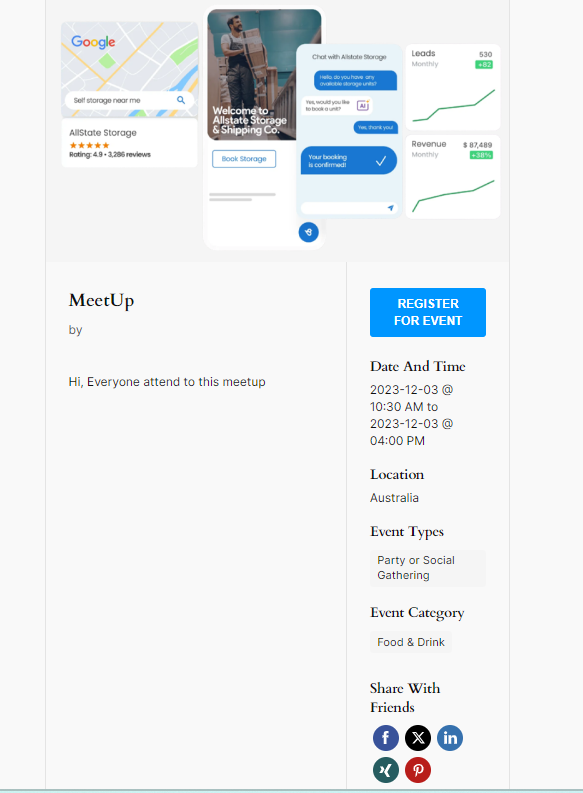 Google
Self storage near me
AllState Storage
Rating: 4.9 • 3,286 reviews
Welcome to
Allstate Storage
& Shipping Co.
Book Storage
Chat with Allstate Storage
Hello, do you have any
available storage units?
Yes, would you like
to book a unit?
AI
Yes, thank you!
Your booking
is confirmed!
Leads
530
Monthly
+82
Revenue
$ 87,489
Monthly
+38%
MeetUp
by
Hi, Everyone attend to this meetup
REGISTER
FOR EVENT
Date And Time
2023-12-03 @
10:30 AM to
2023-12-03 @
04:00 PM
Location
Australia
Event Types
Party or Social
Gathering
Event Category
Food & Drink
Share With
Friends